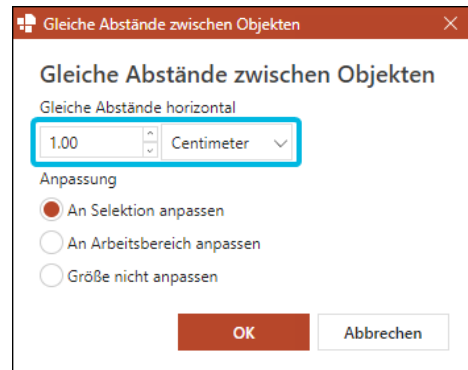 Gleiche Abstände zwischen Objekten
Gleiche Abstände zwischen Objekten
Gleiche Abstände horizontal
1.00 Centimeter
Anpassung
An Selektion anpassen
An Arbeitsbereich anpassen
Größe nicht anpassen
OK Abbrechen